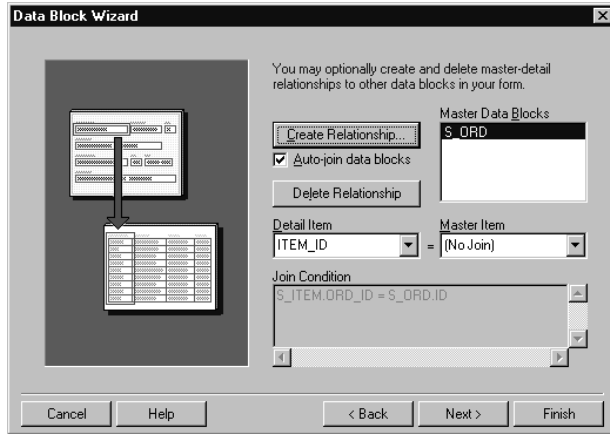 Data Block Wizard
You may optionally create and delete master-detail
relationships to other data blocks in your form.
Master Data Blocks
Create Relationship...
S_ORD
Auto-join data blocks
Delete Relationship
Detail Item
Master Item
ITEM_ID
=
(No Join)
Join Condition
S_ITEM.ORD_ID = S_ORD.ID
Cancel
Help
< Back
Next >
Finish